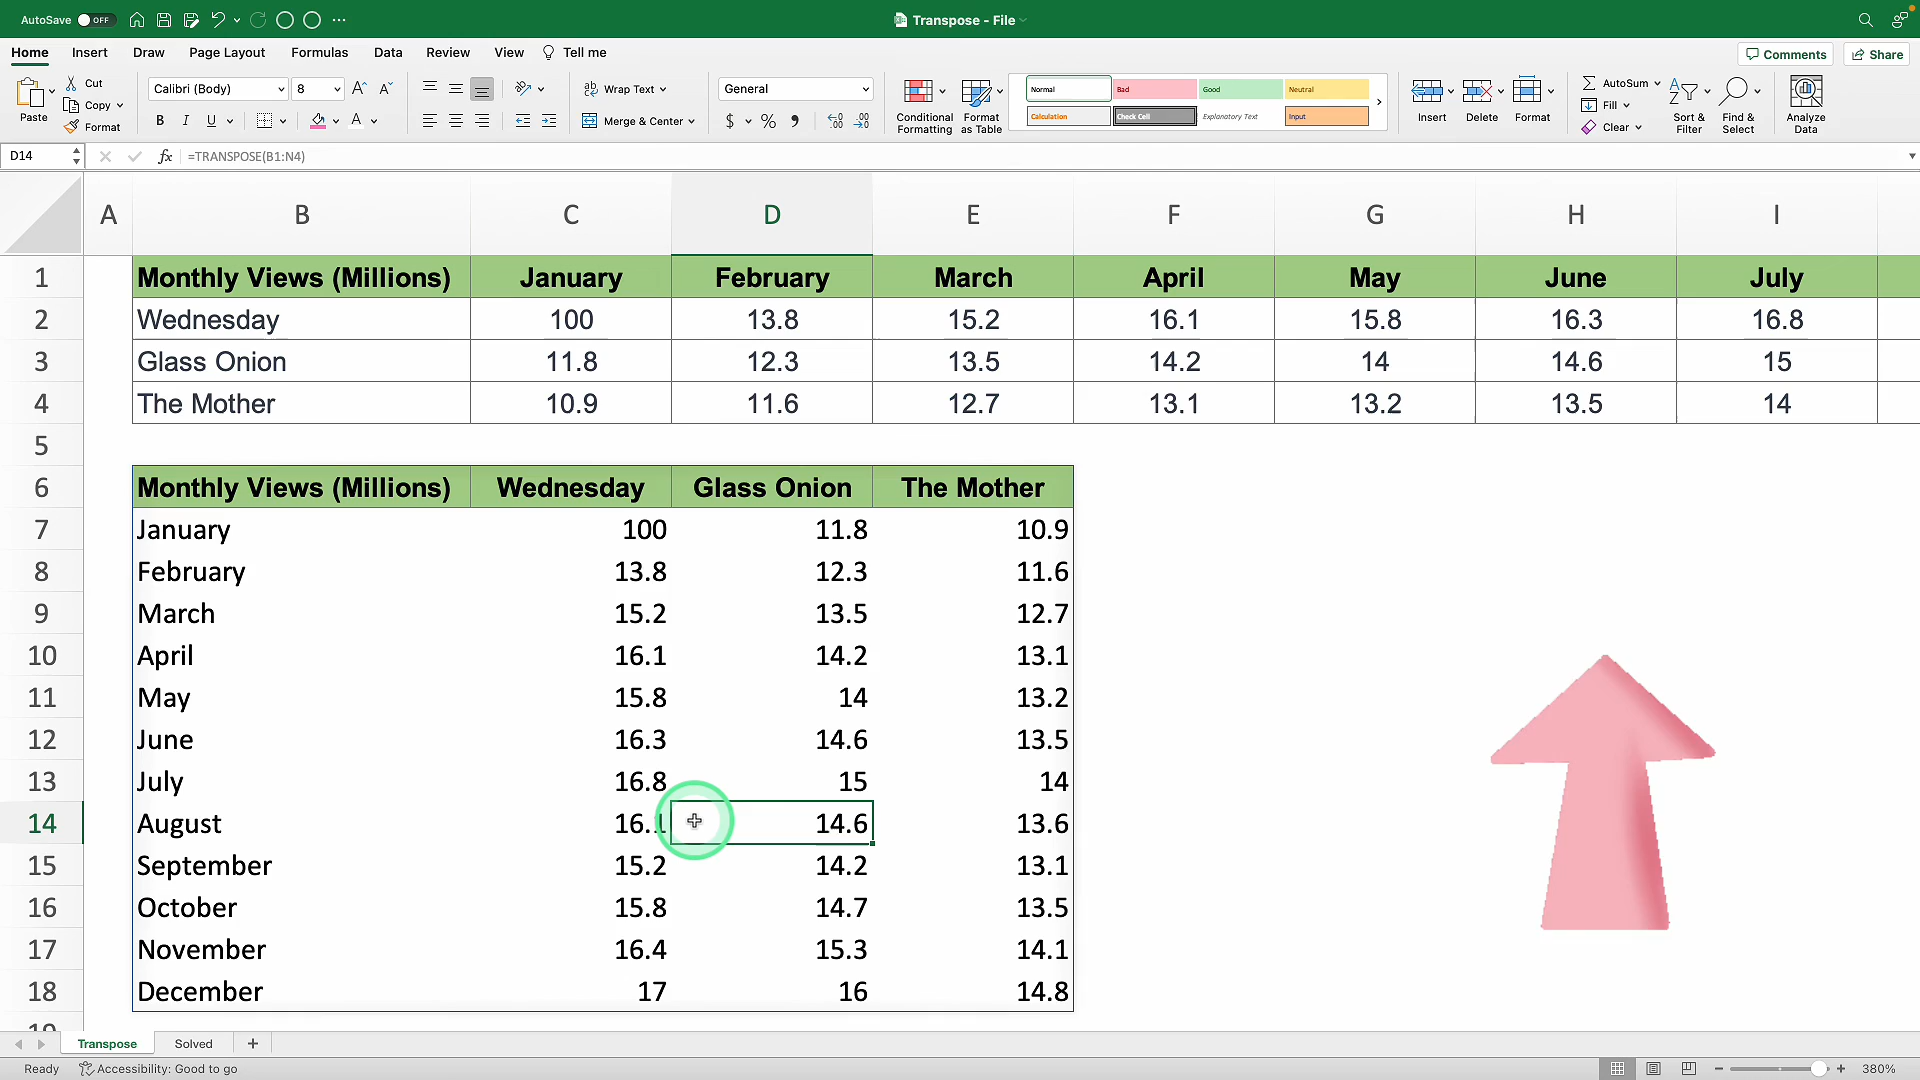 AutoSave OFF Transpose - File
Home Insert Draw Page Layout Formulas Data Review View Tell me Comments Share
Paste Cut Copy Format Calibri (Body) 8 Wrap Text Merge & Center General Conditional Formatting Format as Table Normal Bad Good Neutral Calculation Check Cell Explanatory Text Input Insert Delete Format AutoSum Fill Clear Sort & Filter Find & Select Analyze Data
D14 fx =TRANSPOSE(B1:N4)
A B C D E F G H I
1 Monthly Views (Millions) January February March April May June July
2 Wednesday 100 13.8 15.2 16.1 15.8 16.3 16.8
3 Glass Onion 11.8 12.3 13.5 14.2 14 14.6 15
4 The Mother 10.9 11.6 12.7 13.1 13.2 13.5 14
5
6 Monthly Views (Millions) Wednesday Glass Onion The Mother
7 January 100 11.8 10.9
8 February 13.8 12.3 11.6
9 March 15.2 13.5 12.7
10 April 16.1 14.2 13.1
11 May 15.8 14 13.2
12 June 16.3 14.6 13.5
13 July 16.8 15 14
14 August 16.1 14.6 13.6
15 September 15.2 14.2 13.1
16 October 15.8 14.7 13.5
17 November 16.4 15.3 14.1
18 December 17 16 14.8
19
Transpose Solved +
Ready Accessibility: Good to go 380%